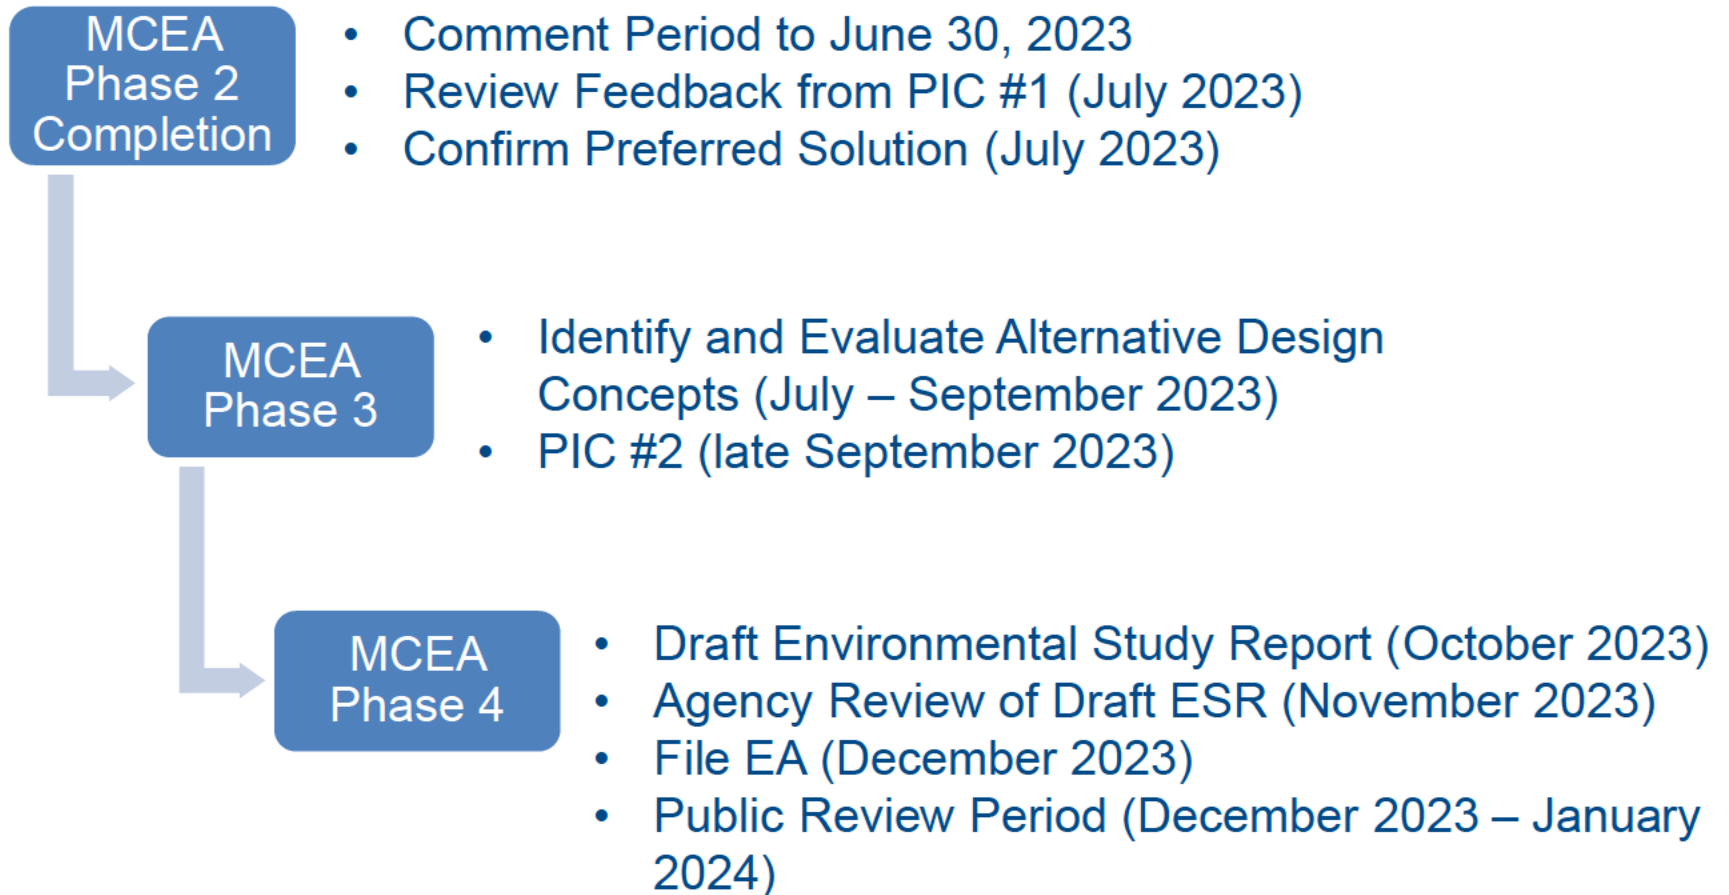 MCEA
Phase 2
Completion
• Comment Period to June 30, 2023
• Review Feedback from PIC #1 (July 2023)
• Confirm Preferred Solution (July 2023)
MCEA
Phase 3
• Identify and Evaluate Alternative Design
Concepts (July – September 2023)
• PIC #2 (late September 2023)
MCEA
Phase 4
• Draft Environmental Study Report (October 2023)
• Agency Review of Draft ESR (November 2023)
• File EA (December 2023)
• Public Review Period (December 2023 – January
2024)